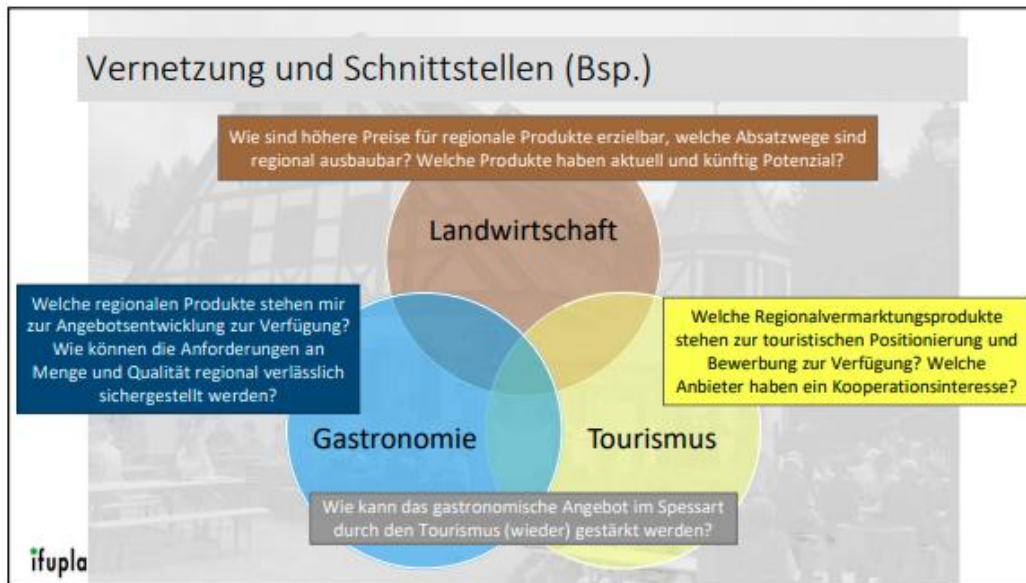 Vernetzung und Schnittstellen (Bsp.)
Wie sind höhere Preise für regionale Produkte erzielbar, welche Absatzwege sind
regional ausbaubar? Welche Produkte haben aktuell und künftig Potenzial?
Landwirtschaft
Welche regionalen Produkte stehen mir
zur Angebotsentwicklung zur Verfügung?
Wie können die Anforderungen an
Menge und Qualität regional verlässlich
sichergestellt werden?
Welche Regionalvermarktungsprodukte
stehen zur touristischen Positionierung und
Bewerbung zur Verfügung? Welche
Anbieter haben ein Kooperationsinteresse?
Gastronomie
Tourismus
Wie kann das gastronomische Angebot im Spessart
durch den Tourismus (wieder) gestärkt werden?
ifupla